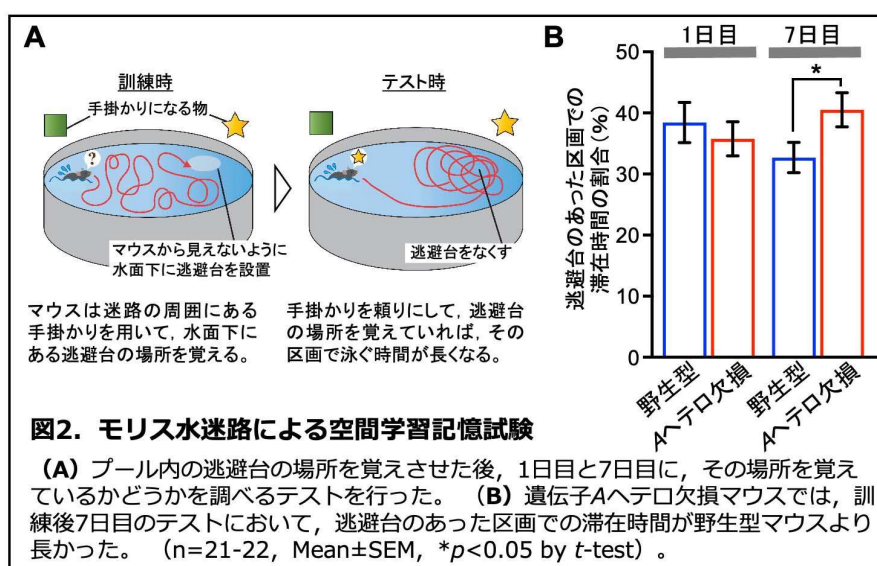 A
訓練時
手掛かりになる物
?
マウスから見えないように
水面下に逃避台を設置
マウスは迷路の周囲にある
手掛かりを用いて，水面下に
ある逃避台の場所を覚える。
テスト時
逃避台をなくす
手掛かりを頼りにして，逃避台
の場所を覚えていれば，その
区画で泳ぐ時間が長くなる。
B
1日目
7日目
逃避台のあった区画での
滞在時間の割合(%)
50
40
30
20
10
0
*
野生型
Aヘテロ欠損
野生型
Aヘテロ欠損
図2. モリス水迷路による空間学習記憶試験
（A）プール内の逃避台の場所を覚えさせた後，1日目と7日目に，その場所を覚え
ているかどうかを調べるテストを行った。（B）遺伝子Aヘテロ欠損マウスでは，訓
練後7日目のテストにおいて，逃避台のあった区画での滞在時間が野生型マウスより
長かった。（n=21-22，Mean±SEM，*p<0.05 by t-test）。